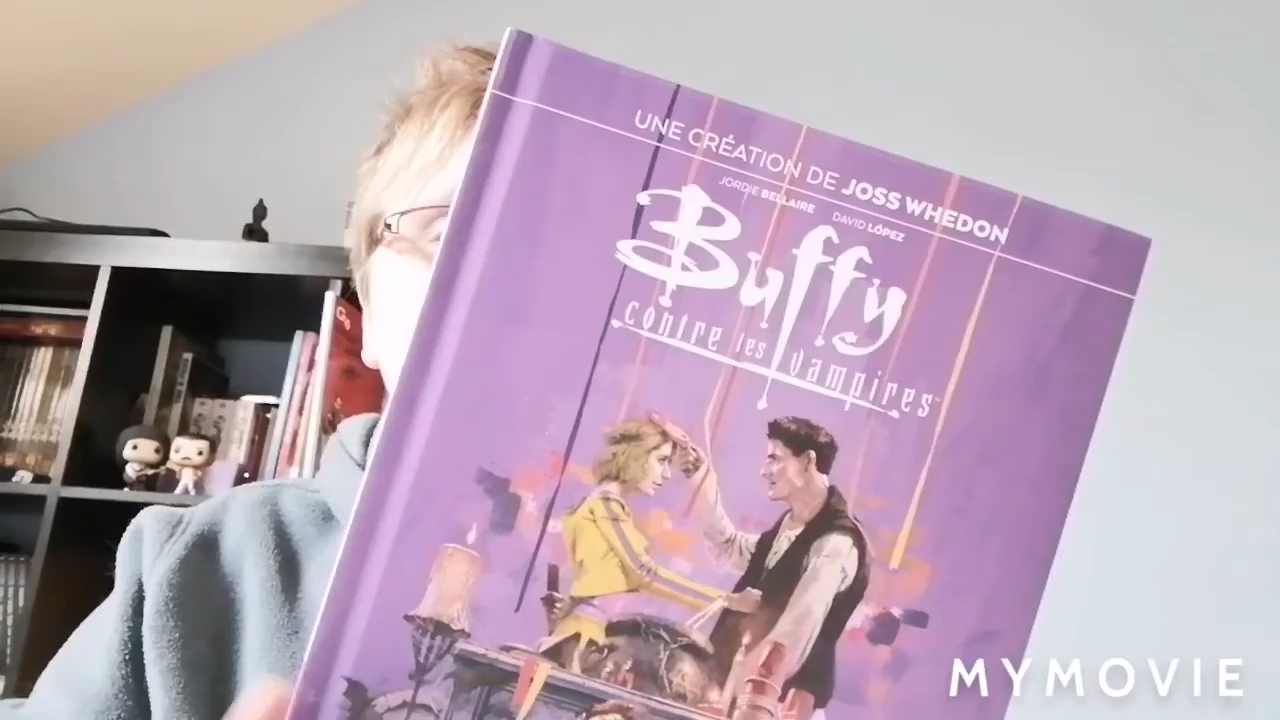 UNE CRÉATION DE JOSS WHEDON
JORDIE BELLAIRE DAVID LÓPEZ
Buffy
contre les vampires
MYMOVIE